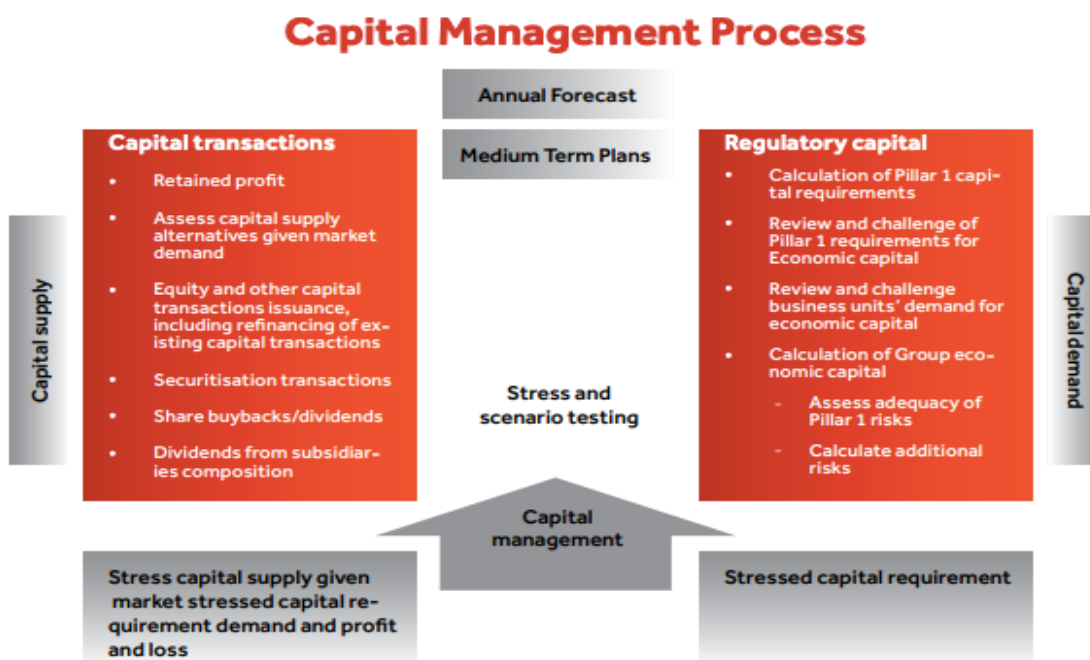 Capital Management Process
Annual Forecast
Medium Term Plans
Capital supply
Capital transactions
• Retained profit
• Assess capital supply
alternatives given market
demand
• Equity and other capital
transactions issuance,
including refinancing of ex-
isting capital transactions
• Securitisation transactions
• Share buybacks/dividends
• Dividends from subsidiar-
ies composition
Stress and
scenario testing
Capital
management
Regulatory capital
• Calculation of Pillar 1 capi-
tal requirements
• Review and challenge of
Pillar 1 requirements for
Economic capital
• Review and challenge
business units' demand for
economic capital
• Calculation of Group eco-
nomic capital
- Assess adequacy of
Pillar 1 risks
- Calculate additional
risks
Capital demand
Stress capital supply given
market stressed capital re-
quirement demand and profit
and loss
Stressed capital requirement